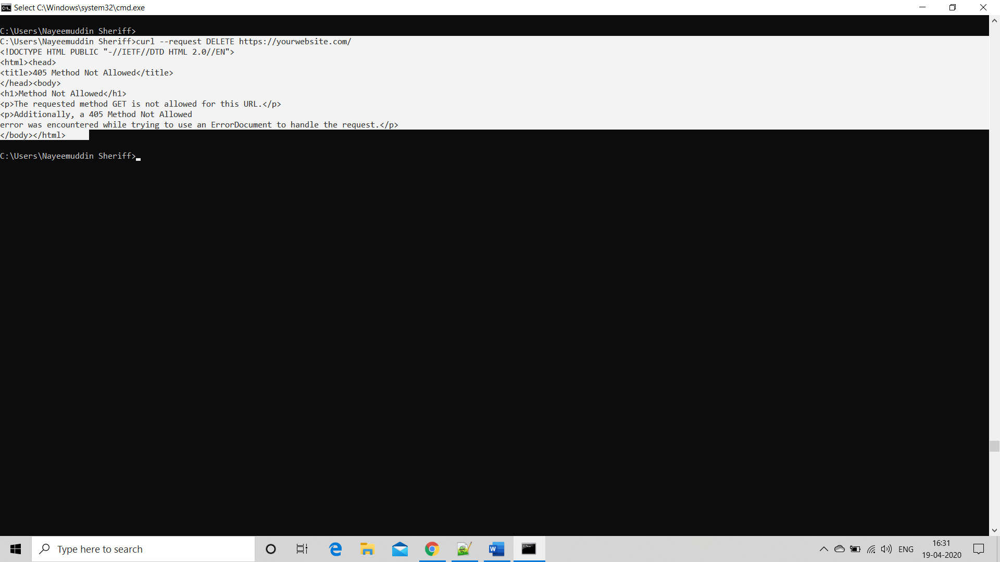 Select C:\Windows\system32\cmd.exe
C:\Users\Nayeemuddin Sheriff>
C:\Users\Nayeemuddin Sheriff>curl --request DELETE https://yourwebsite.com/
<!DOCTYPE HTML PUBLIC "-//IETF//DTD HTML 2.0//EN">
<html><head>
<title>405 Method Not Allowed</title>
</head><body>
<h1>Method Not Allowed</h1>
<p>The requested method GET is not allowed for this URL.</p>
<p>Additionally, a 405 Method Not Allowed
error was encountered while trying to use an ErrorDocument to handle the request.</p>
</body></html>
C:\Users\Nayeemuddin Sheriff>
Type here to search
ENG
16:31
19-04-2020